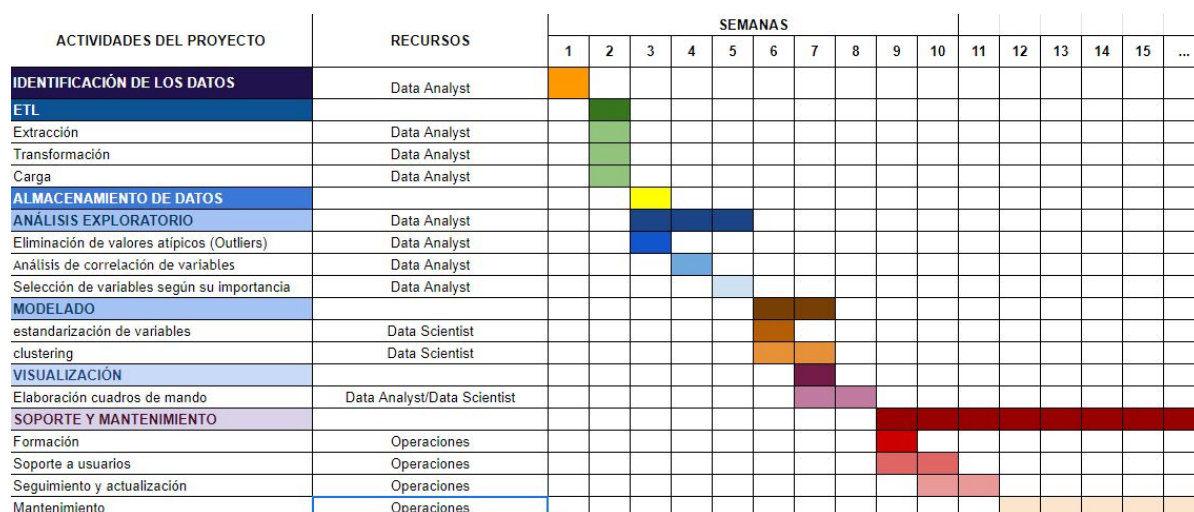 SEMANAS
ACTIVIDADES DEL PROYECTO RECURSOS
1 2 3 4 5 6 7 8 9 10 11 12 13 14 15 ...
IDENTIFICACIÓN DE LOS DATOS Data Analyst
ETL
Extracción Data Analyst
Transformación Data Analyst
Carga Data Analyst
ALMACENAMIENTO DE DATOS
ANÁLISIS EXPLORATORIO Data Analyst
Eliminación de valores atípicos (Outliers) Data Analyst
Análisis de correlación de variables Data Analyst
Selección de variables según su importancia Data Analyst
MODELADO
estandarización de variables Data Scientist
clustering Data Scientist
VISUALIZACIÓN
Elaboración cuadros de mando Data Analyst/Data Scientist
SOPORTE Y MANTENIMIENTO
Formación Operaciones
Soporte a usuarios Operaciones
Seguimiento y actualización Operaciones
Mantenimiento Operaciones